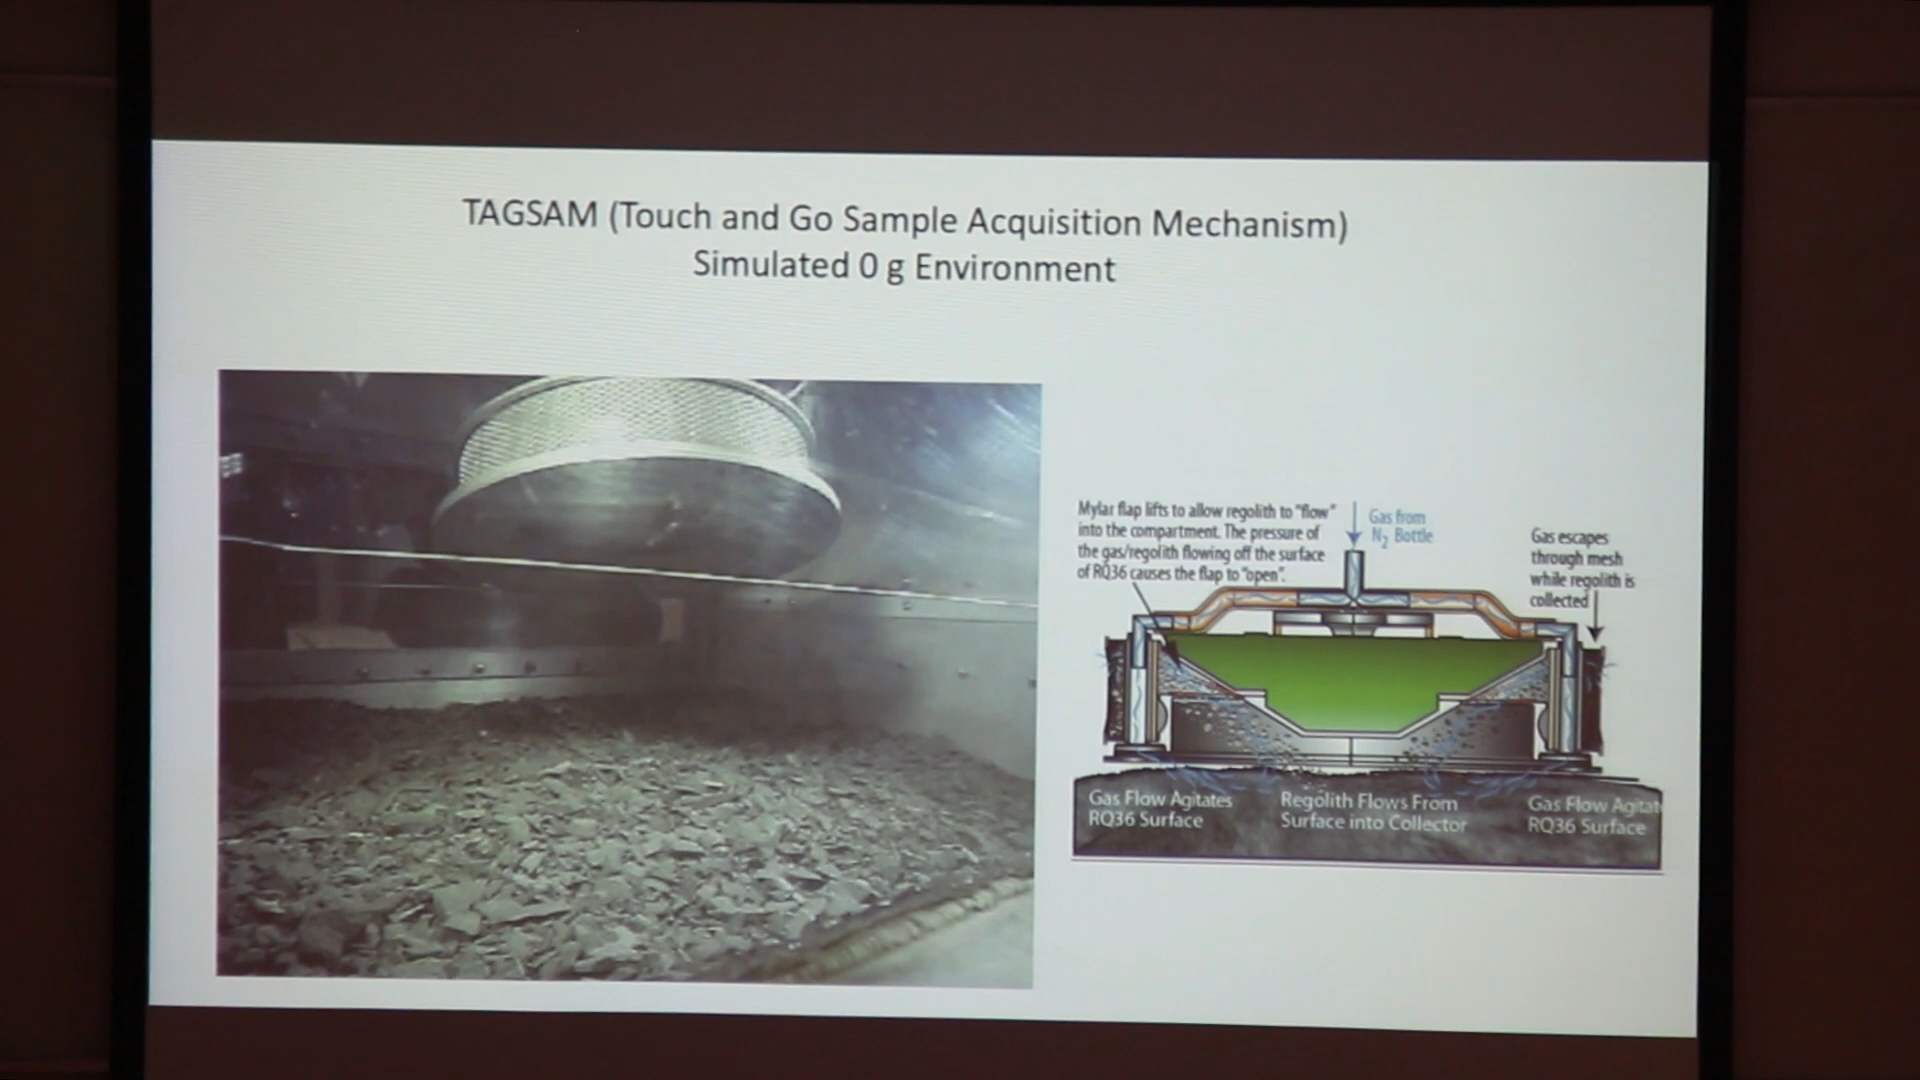 TAGSAM (Touch and Go Sample Acquisition Mechanism)
Simulated 0 g Environment
Mylar flap lifts to allow regolith to "flow"
into the compartment. The pressure of
the gas/regolith flowing off the surface
of RQ36 causes the flap to "open".
Gas from
N₂ Bottle
Gas escapes
through mesh
while regolith is
collected
Gas Flow Agitates
RQ36 Surface
Regolith Flows From
Surface into Collector
Gas Flow Agitat
RQ36 Surface